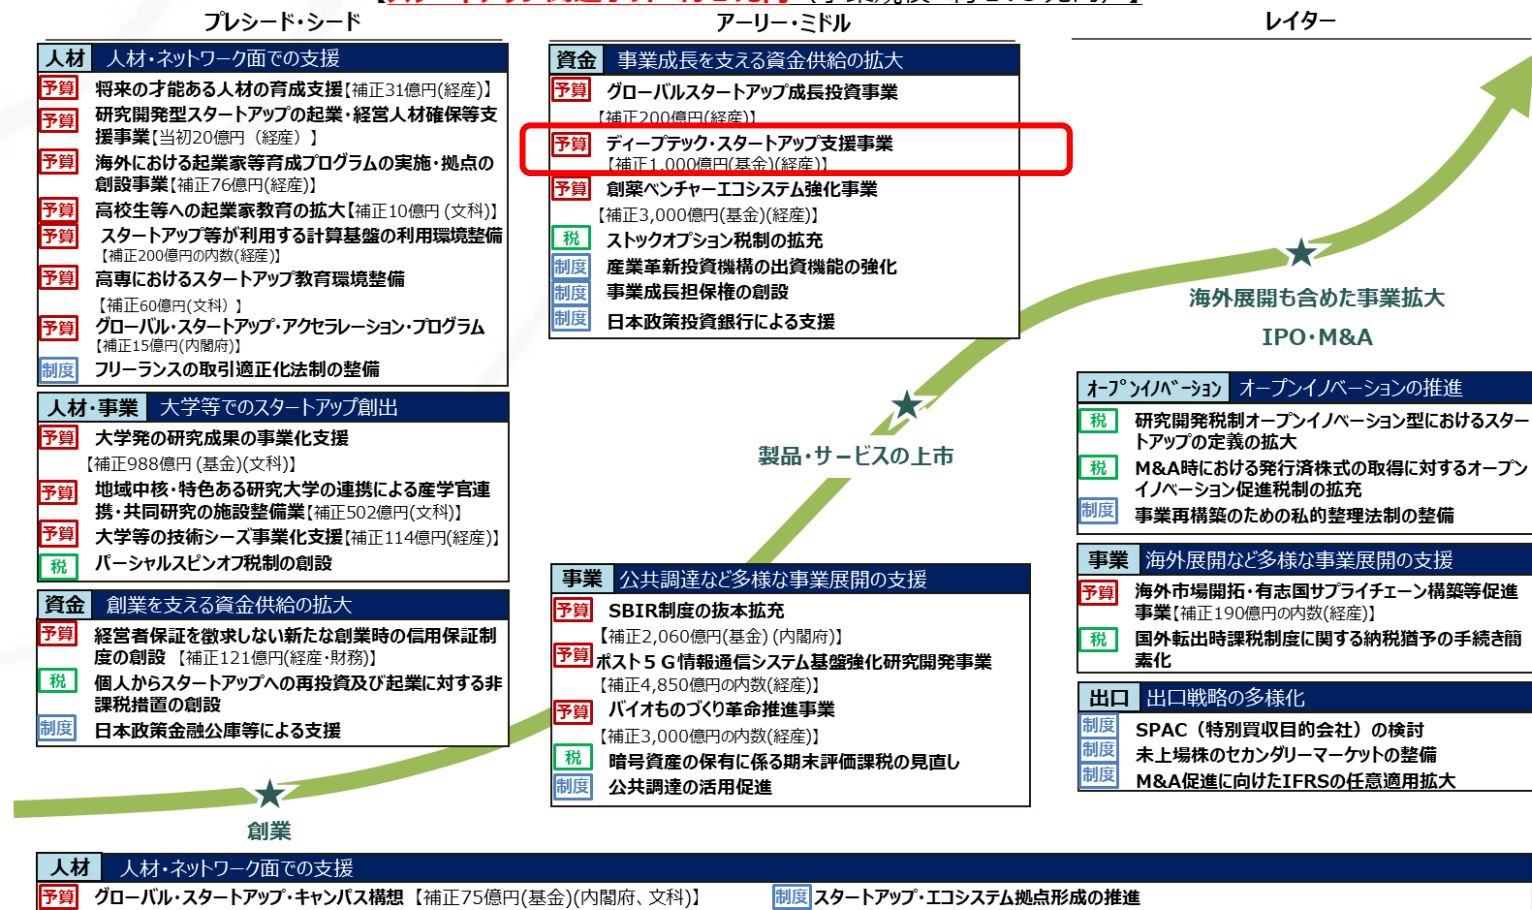 プレシード・シード
アーリー・ミドル
レイター
人材 人材・ネットワーク面での支援
予算 将来の才能ある人材の育成支援【補正31億円(経産)】
予算 研究開発型スタートアップの起業・経営人材確保等支
援事業【当初20億円（経産）】
予算 海外における起業家等育成プログラムの実施・拠点の
創設事業【補正76億円(経産)】
予算 高校生等への起業家教育の拡大【補正10億円 (文科)】
予算 スタートアップ等が利用する計算基盤の利用環境整備
【補正200億円の内数(経産)】
予算 高専におけるスタートアップ教育環境整備
【補正60億円(文科）】
予算 グローバル・スタートアップ・アクセラレーション・プログラム
【補正15億円(内閣府)】
制度 フリーランスの取引適正化法制の整備
人材・事業 大学等でのスタートアップ創出
予算 大学発の研究成果の事業化支援
【補正988億円 (基金)(文科)】
予算 地域中核・特色ある研究大学の連携による産学官連
携・共同研究の施設整備業【補正502億円(文科)】
予算 大学等の技術シーズ事業化支援【補正114億円(経産)】
税 パーシャルスピンオフ税制の創設
資金 創業を支える資金供給の拡大
予算 経営者保証を徴求しない新たな創業時の信用保証制
度の創設 【補正121億円(経産・財務)】
税 個人からスタートアップへの再投資及び起業に対する非
課税措置の創設
制度 日本政策金融公庫等による支援
創業
資金 事業成長を支える資金供給の拡大
予算 グローバルスタートアップ成長投資事業
【補正200億円(経産)】
予算 ディープテック・スタートアップ支援事業
【補正1,000億円(基金)(経産)】
予算 創薬ベンチャーエコシステム強化事業
【補正3,000億円(基金)(経産)】
税 ストックオプション税制の拡充
制度 産業革新投資機構の出資機能の強化
制度 事業成長担保権の創設
制度 日本政策投資銀行による支援
製品・サービスの上市
事業 公共調達など多様な事業展開の支援
予算 SBIR制度の抜本拡充
【補正2,060億円(基金) (内閣府)】
予算 ポスト５Ｇ情報通信システム基盤強化研究開発事業
【補正4,850億円の内数(経産)】
予算 バイオものづくり革命推進事業
【補正3,000億円の内数(経産)】
税 暗号資産の保有に係る期末評価課税の見直し
制度 公共調達の活用促進
海外展開も含めた事業拡大
IPO・M&A
ｵｰﾌﾟﾝｲﾉﾍﾞｰｼｮﾝ オープンイノベーションの推進
税 研究開発税制オープンイノベーション型におけるスター
トアップの定義の拡大
税 M&A時における発行済株式の取得に対するオープン
イノベーション促進税制の拡充
制度 事業再構築のための私的整理法制の整備
事業 海外展開など多様な事業展開の支援
予算 海外市場開拓・有志国サプライチェーン構築等促進
事業【補正190億円の内数(経産)】
税 国外転出時課税制度に関する納税猶予の手続き簡
素化
出口 出口戦略の多様化
制度 SPAC（特別買収目的会社）の検討
制度 未上場株のセカンダリーマーケットの整備
制度 M&A促進に向けたIFRSの任意適用拡大
人材 人材・ネットワーク面での支援
予算 グローバル・スタートアップ・キャンパス構想【補正75億円(基金)(内閣府、文科)】
制度 スタートアップ・エコシステム拠点形成の推進